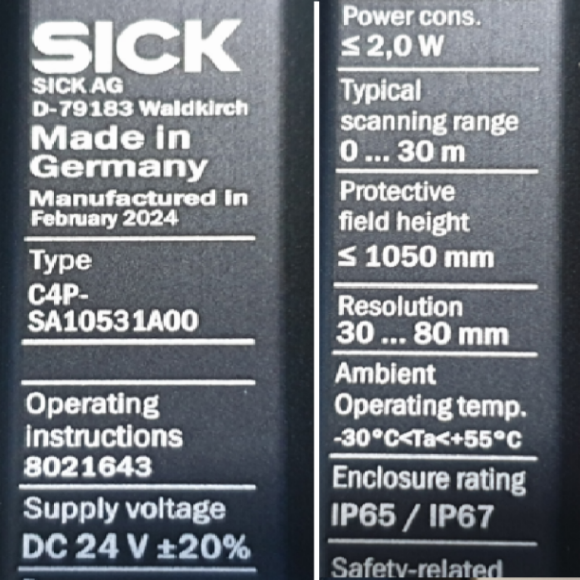 SICK
SICK AG
D-79183 Waldkirch
Made in
Germany
Manufactured in
February 2024
Type
C4P-
SA10531A00
Operating
instructions
8021643
Supply voltage
DC 24 V ±20%
Power cons.
≤ 2,0 W
Typical
scanning range
0 ... 30 m
Protective
field height
≤ 1050 mm
Resolution
30 ... 80 mm
Ambient
Operating temp.
-30°C<Ta<+55°C
Enclosure rating
IP65 / IP67
Safety-related